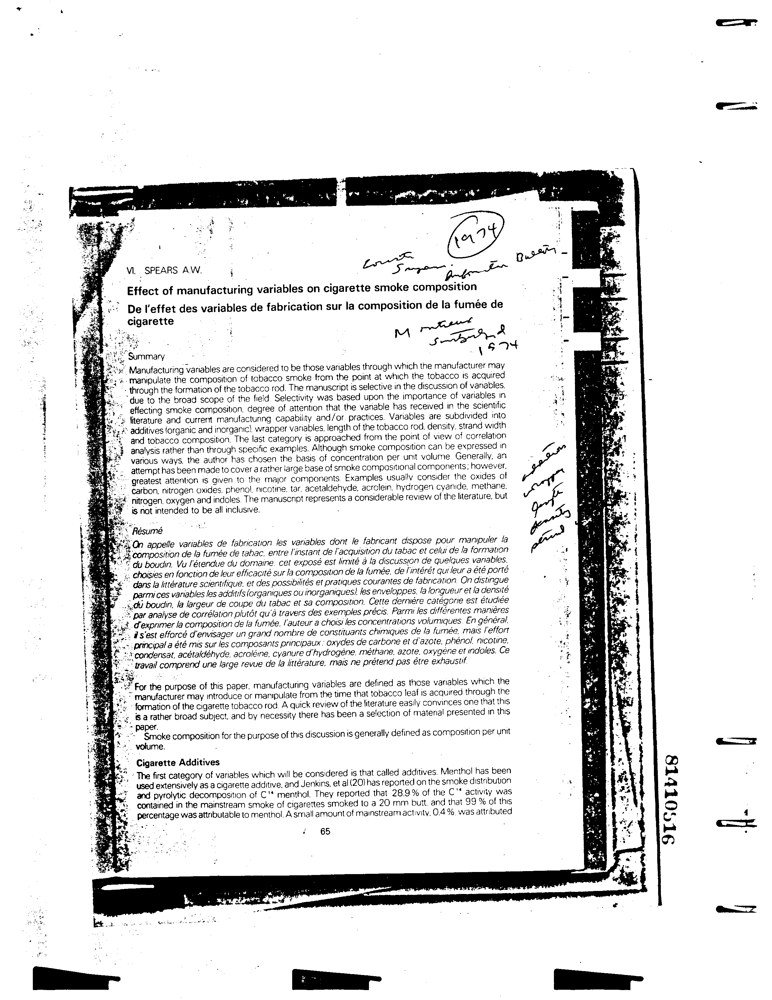 1974
VI. SPEARS A.W.
Effect of manufacturing variables on cigarette smoke composition
De l'effet des variables de fabrication sur la composition de la fumée de
cigarette
1974
Summary
Manufacturing variables are considered to be those variables through which the manufacturer may
manipulate the composition of tobacco smoke from the point at which the tobacco is acquired
through the formation of the tobacco rod. The manuscript is selective in the discussion of variables,
due to the broad scope of the field. Selectivity was based upon the importance of variables in
effecting smoke composition, degree of attention that the variable has received in the scientific
literature and current manufacturing capability and/or practices. Variables are subdivided into
additives (organic and inorganic), wrapper variables, length of the tobacco rod, density, strand width
and tobacco composition. The last category is approached from the point of view of correlation
analysis rather than through specific examples. Although smoke composition can be expressed in
various ways, the author has chosen the basis of concentration per unit volume. Generally, an
attempt has been made to cover a rather large base of smoke compositional components; however,
greatest attention is given to the major components. Examples usually consider the oxides of
carbon, nitrogen oxides, phenol, nicotine, tar, acetaldehyde, acrolein, hydrogen cyanide, methane,
nitrogen, oxygen and indoles. The manuscript represents a considerable review of the literature, but
is not intended to be all inclusive.
wrapper
length
density
Résumé
On appelle variables de fabrication les variables dont le fabricant dispose pour manipuler la
composition de la fumée de tabac, entre l'instant de l'acquisition du tabac et celui de la formation
du boudin. Vu l'étendue du domaine, cet exposé est limité à la discussion de quelques variables,
choisies en fonction de leur efficacité sur la composition de la fumée, de l'intérêt qui leur a été porté
dans la littérature scientifique, et des possibilités et pratiques courantes de fabrication. On distingue
parmi ces variables les additifs (organiques ou inorganiques), les enveloppes, la longueur et la densité
du boudin, la largeur de coupe du tabac et sa composition. Cette dernière catégorie est étudiée
par analyse de corrélation plutôt qu'à travers des exemples précis. Parmi les différentes manières
d'exprimer la composition de la fumée, l'auteur a choisi les concentrations volumiques. En général,
il s'est efforcé d'envisager un grand nombre de constituants chimiques de la fumée, mais l'effort
principal a été mis sur les composants principaux: oxydes de carbone et d'azote, phénol, nicotine,
condensat, acétaldéhyde, acroléine, cyanure d'hydrogène, méthane, azote, oxygène et indoles. Ce
travail comprend une large revue de la littérature, mais ne prétend pas être exhaustif.
For the purpose of this paper, manufacturing variables are defined as those variables which the
manufacturer may introduce or manipulate from the time that tobacco leaf is acquired through the
formation of the cigarette tobacco rod. A quick review of the literature easily convinces one that this
is a rather broad subject, and by necessity there has been a selection of material presented in this
paper.
Smoke composition for the purpose of this discussion is generally defined as composition per unit
volume.
Cigarette Additives
The first category of variables which will be considered is that called additives. Menthol has been
used extensively as a cigarette additive, and Jenkins, et al (20) has reported on the smoke distribution
and pyrolytic decomposition of C¹⁴ menthol. They reported that 28.9 % of the C¹⁴ activity was
contained in the mainstream smoke of cigarettes smoked to a 20 mm butt, and that 99 % of this
percentage was attributable to menthol. A small amount of mainstream activity, 0.4 %, was attributed
65
81410516